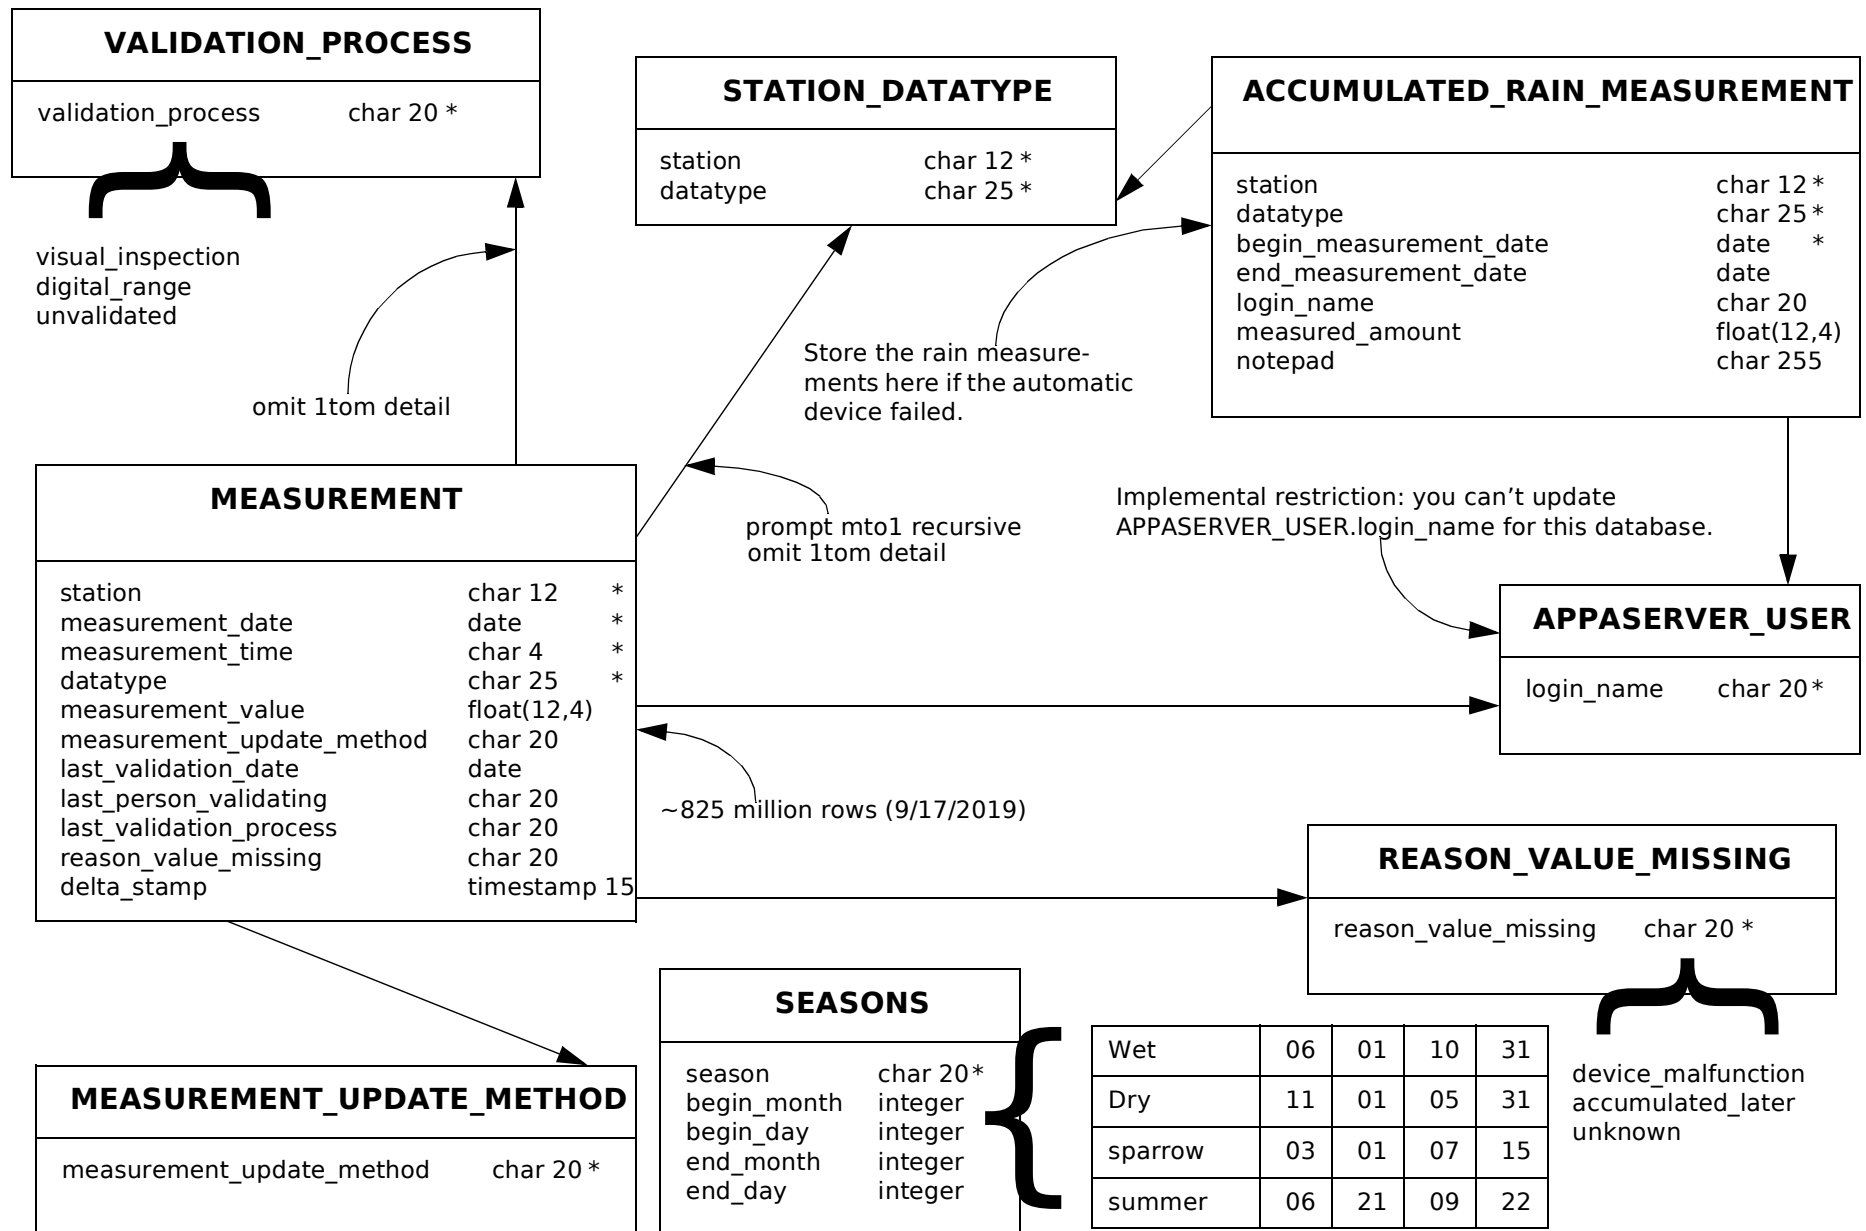 VALIDATION_PROCESS
validation_process char 20 *
visual_inspection
digital_range
unvalidated
omit 1tom detail
STATION_DATATYPE
station char 12 *
datatype char 25 *
ACCUMULATED_RAIN_MEASUREMENT
station char 12 *
datatype char 25 *
begin_measurement_date date *
end_measurement_date date
login_name char 20
measured_amount float(12,4)
notepad char 255
Store the rain measure-
ments here if the automatic
device failed.
MEASUREMENT
station char 12 *
measurement_date date *
measurement_time char 4 *
datatype char 25 *
measurement_value float(12,4)
measurement_update_method char 20
last_validation_date date
last_person_validating char 20
last_validation_process char 20
reason_value_missing char 20
delta_stamp timestamp 15
prompt mto1 recursive
omit 1tom detail
Implemental restriction: you can’t update
APPASERVER_USER.login_name for this database.
APPASERVER_USER
login_name char 20 *
~825 million rows (9/17/2019)
REASON_VALUE_MISSING
reason_value_missing char 20 *
device_malfunction
accumulated_later
unknown
MEASUREMENT_UPDATE_METHOD
measurement_update_method char 20 *
SEASONS
season char 20 *
begin_month integer
begin_day integer
end_month integer
end_day integer
Wet 06 01 10 31
Dry 11 01 05 31
sparrow 03 01 07 15
summer 06 21 09 22